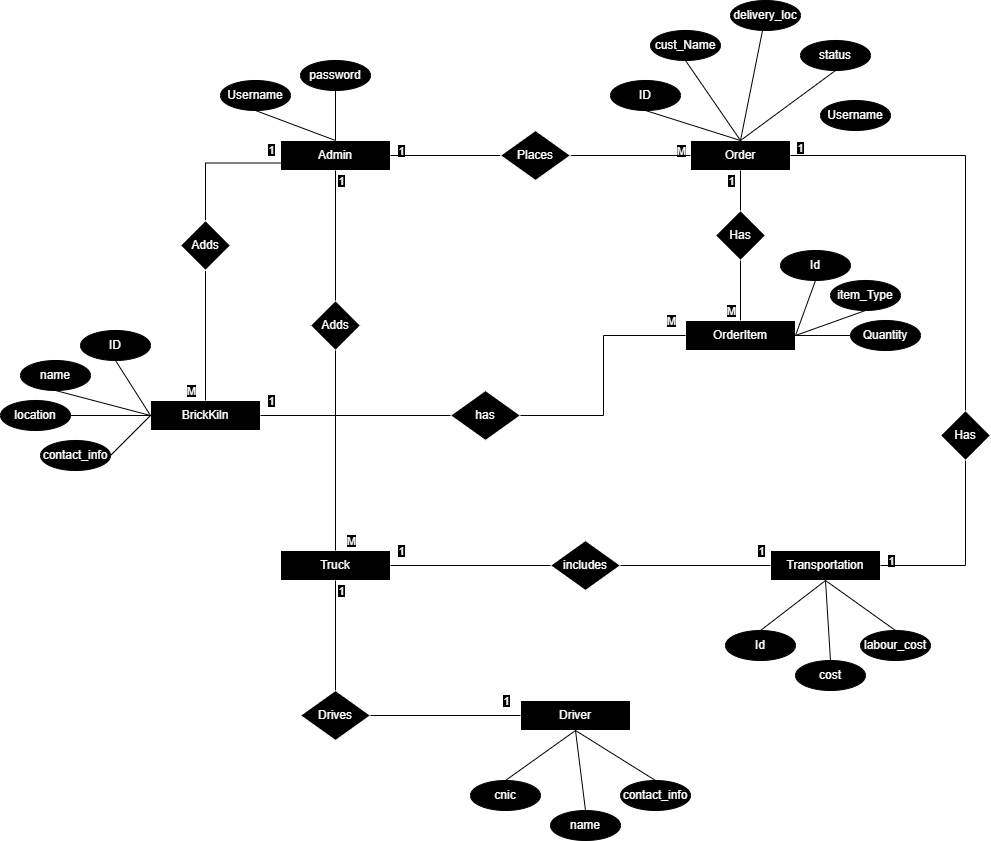 delivery_loc
cust_Name
status
password
Username
ID
Username
1
Admin
1
Places
M
Order
1
1
1
Adds
Has
Id
item_Type
M
M
OrderItem
Quantity
Adds
ID
name
M
1
location
BrickKiln
has
contact_info
Has
M
1
1
1
Truck
includes
Transportation
1
Id
labour_cost
cost
1
Drives
Driver
cnic
contact_info
name